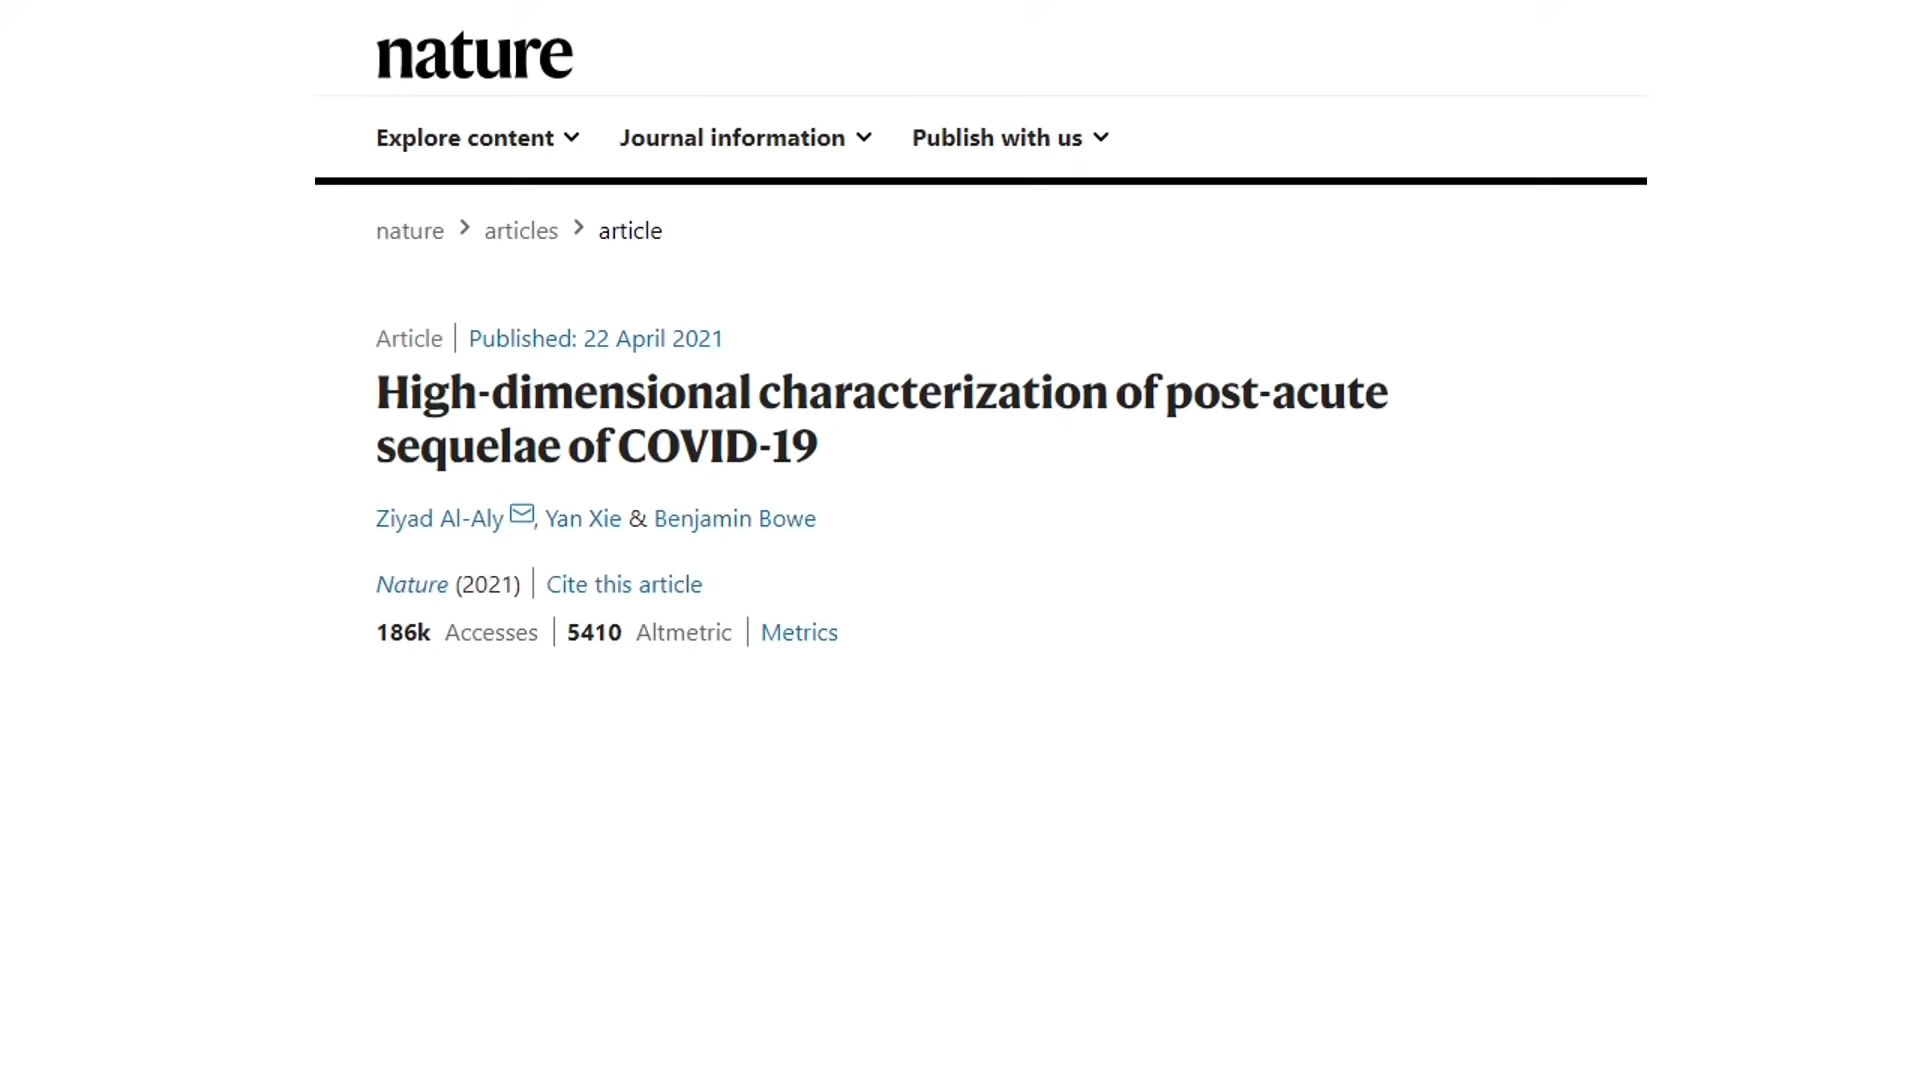 nature
Explore content Journal information Publish with us
nature > articles > article
Article | Published: 22 April 2021
High-dimensional characterization of post-acute
sequelae of COVID-19
Ziyad Al-Aly, Yan Xie & Benjamin Bowe
Nature (2021) | Cite this article
186k Accesses | 5410 Altmetric | Metrics